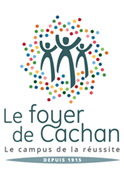 Le foyer
de Cachan
Le campus de la réussite
DEPUIS 1915